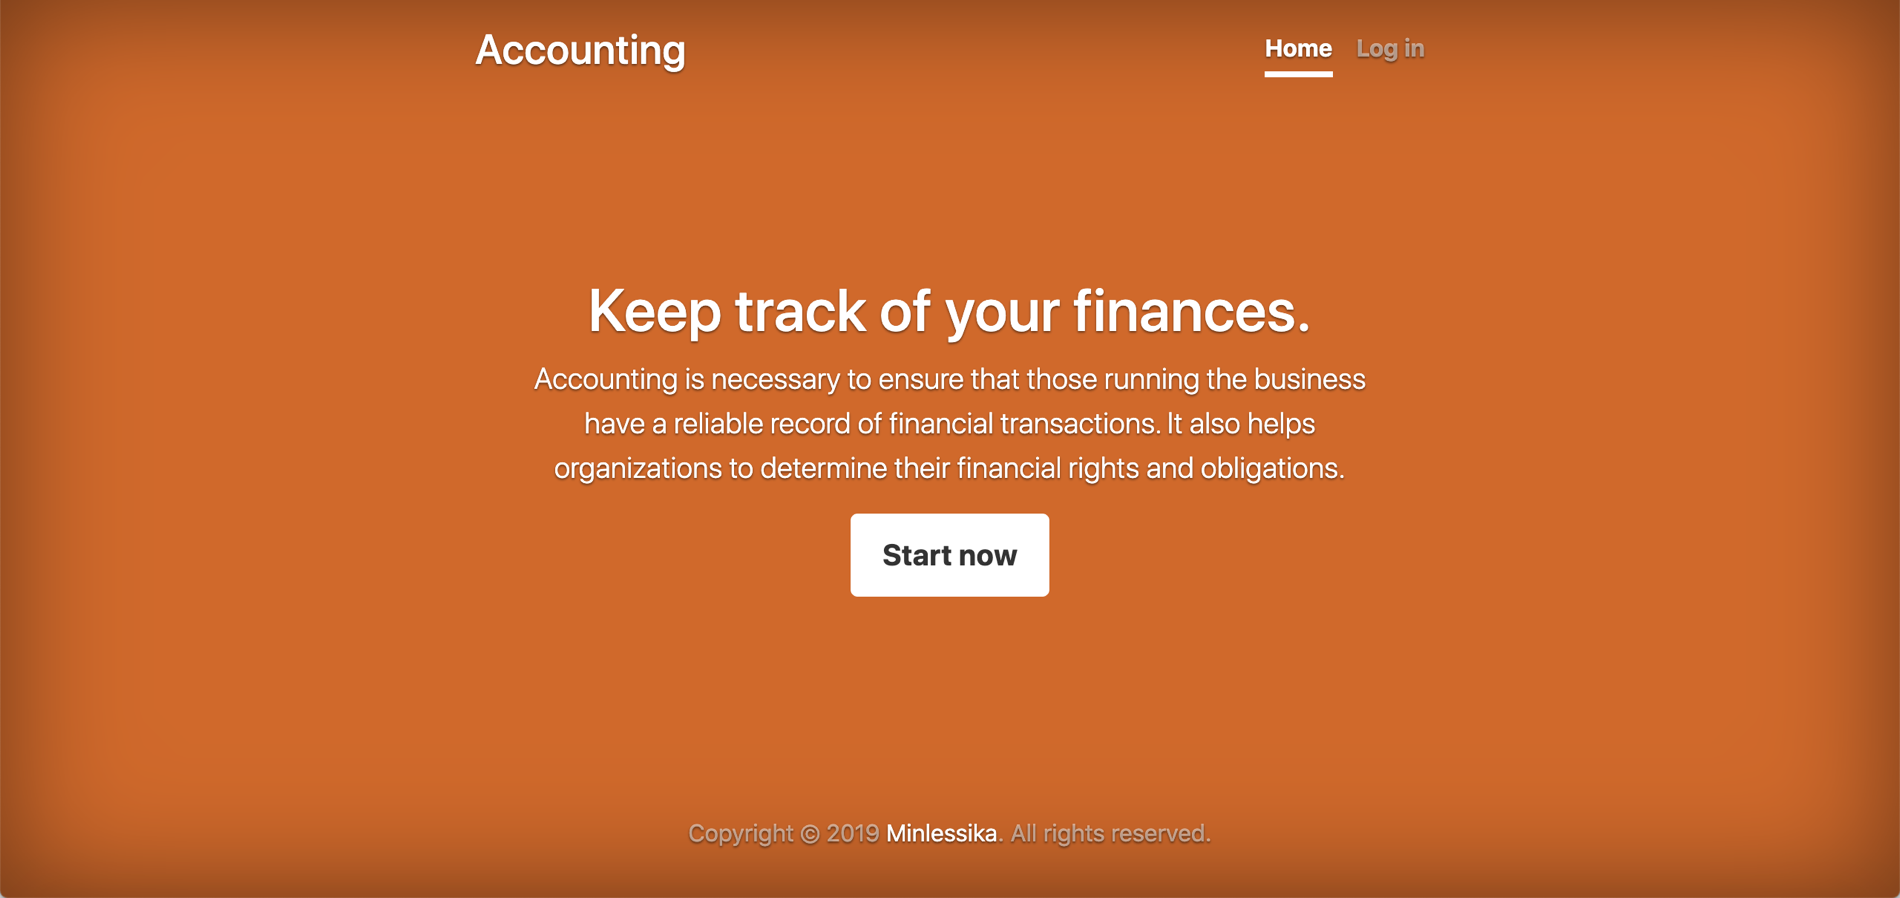 Accounting
Home Log in
Keep track of your finances.
Accounting is necessary to ensure that those running the business
have a reliable record of financial transactions. It also helps
organizations to determine their financial rights and obligations.
Start now
Copyright © 2019 Minlessika. All rights reserved.